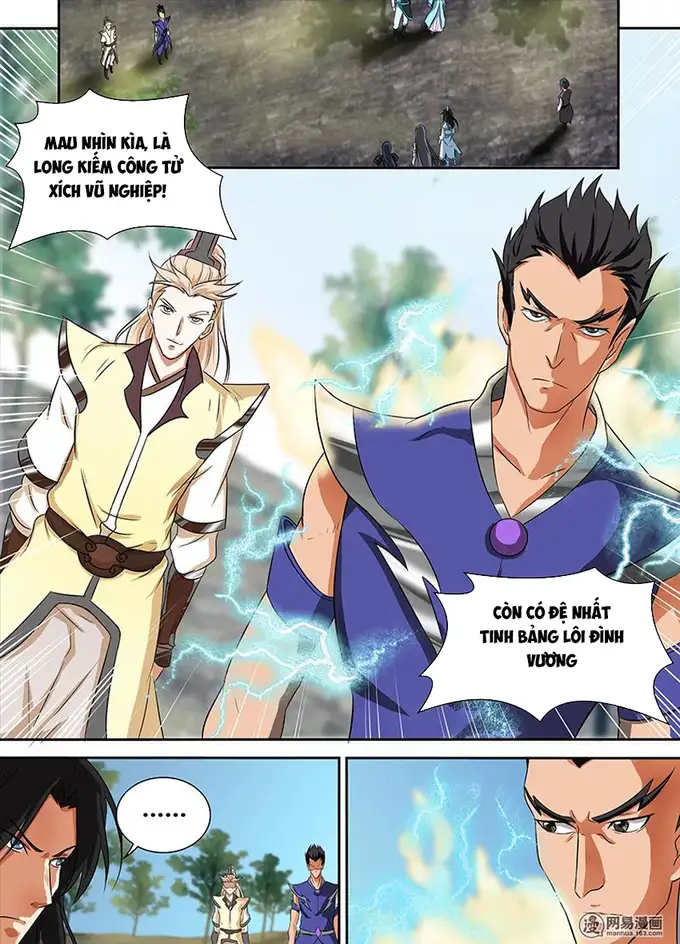 MAU NHÌN KÌA, LÀ
LONG KIẾM CÔNG TỬ
XÍCH VŨ NGHIỆP!
CÒN CÓ ĐỆ NHẤT
TINH BẢNG LÔI ĐÌNH
VƯƠNG
......
漫 网易漫画
manhua.163.com